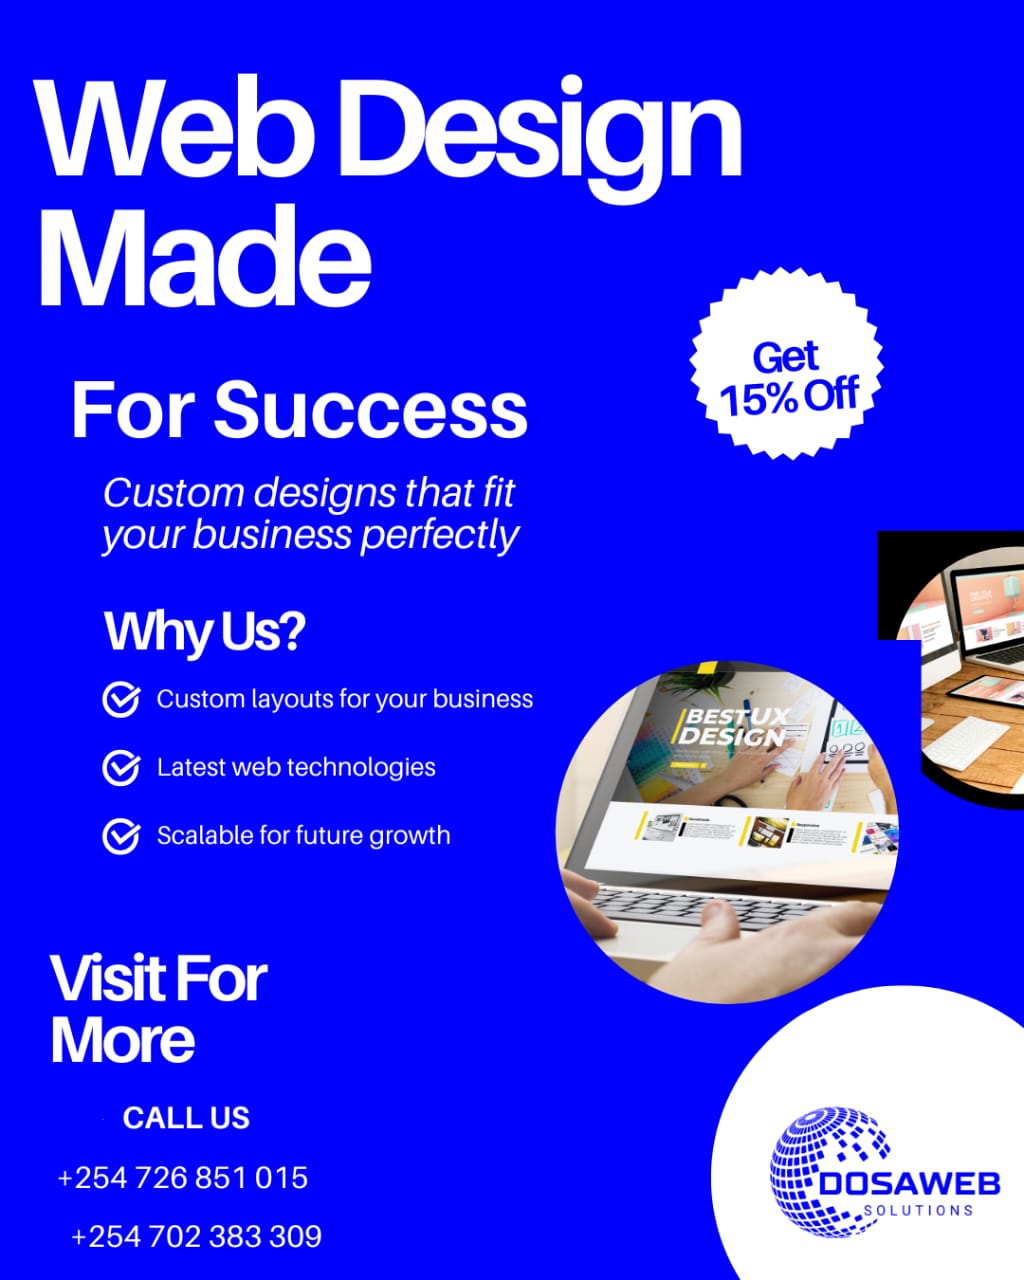 Web Design
Made
For Success
Get
15% Off
Custom designs that fit
your business perfectly
Why Us?
Custom layouts for your business
Latest web technologies
Scalable for future growth
BEST UX
DESIGN
Handmade
Responsive
Visit For
More
CALL US
+254 726 851 015
+254 702 383 309
DOSAWEB
SOLUTIONS